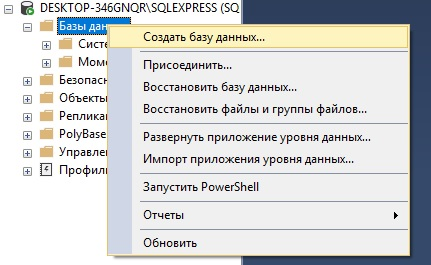 DESKTOP-346GNQR\SQLEXPRESS (SQ
Базы дан
Создать базу данных...
Систе
Моме
Присоединить...
Безопасн
Восстановить базу данных...
Объекты
Восстановить файлы и группы файлов...
Реплика
PolyBase
Развернуть приложение уровня данных...
Управле
Импорт приложения уровня данных...
Профили
Запустить PowerShell
Отчеты
Обновить